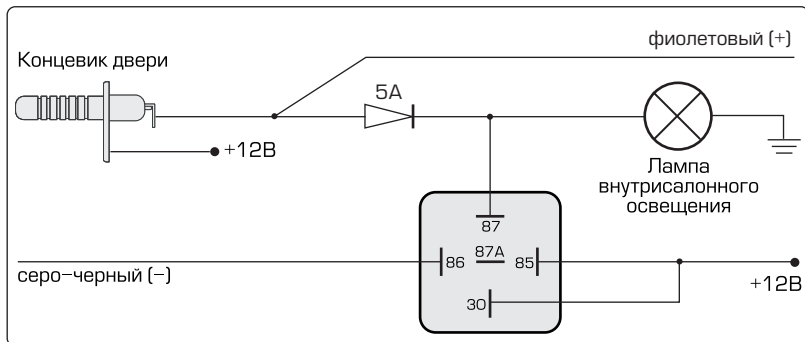 фиолетовый (+)
Концевик двери
5А
+12В
Лампа
внутрисалонного
освещения
87
86
87А
85
30
серо-черный (-)
+12В